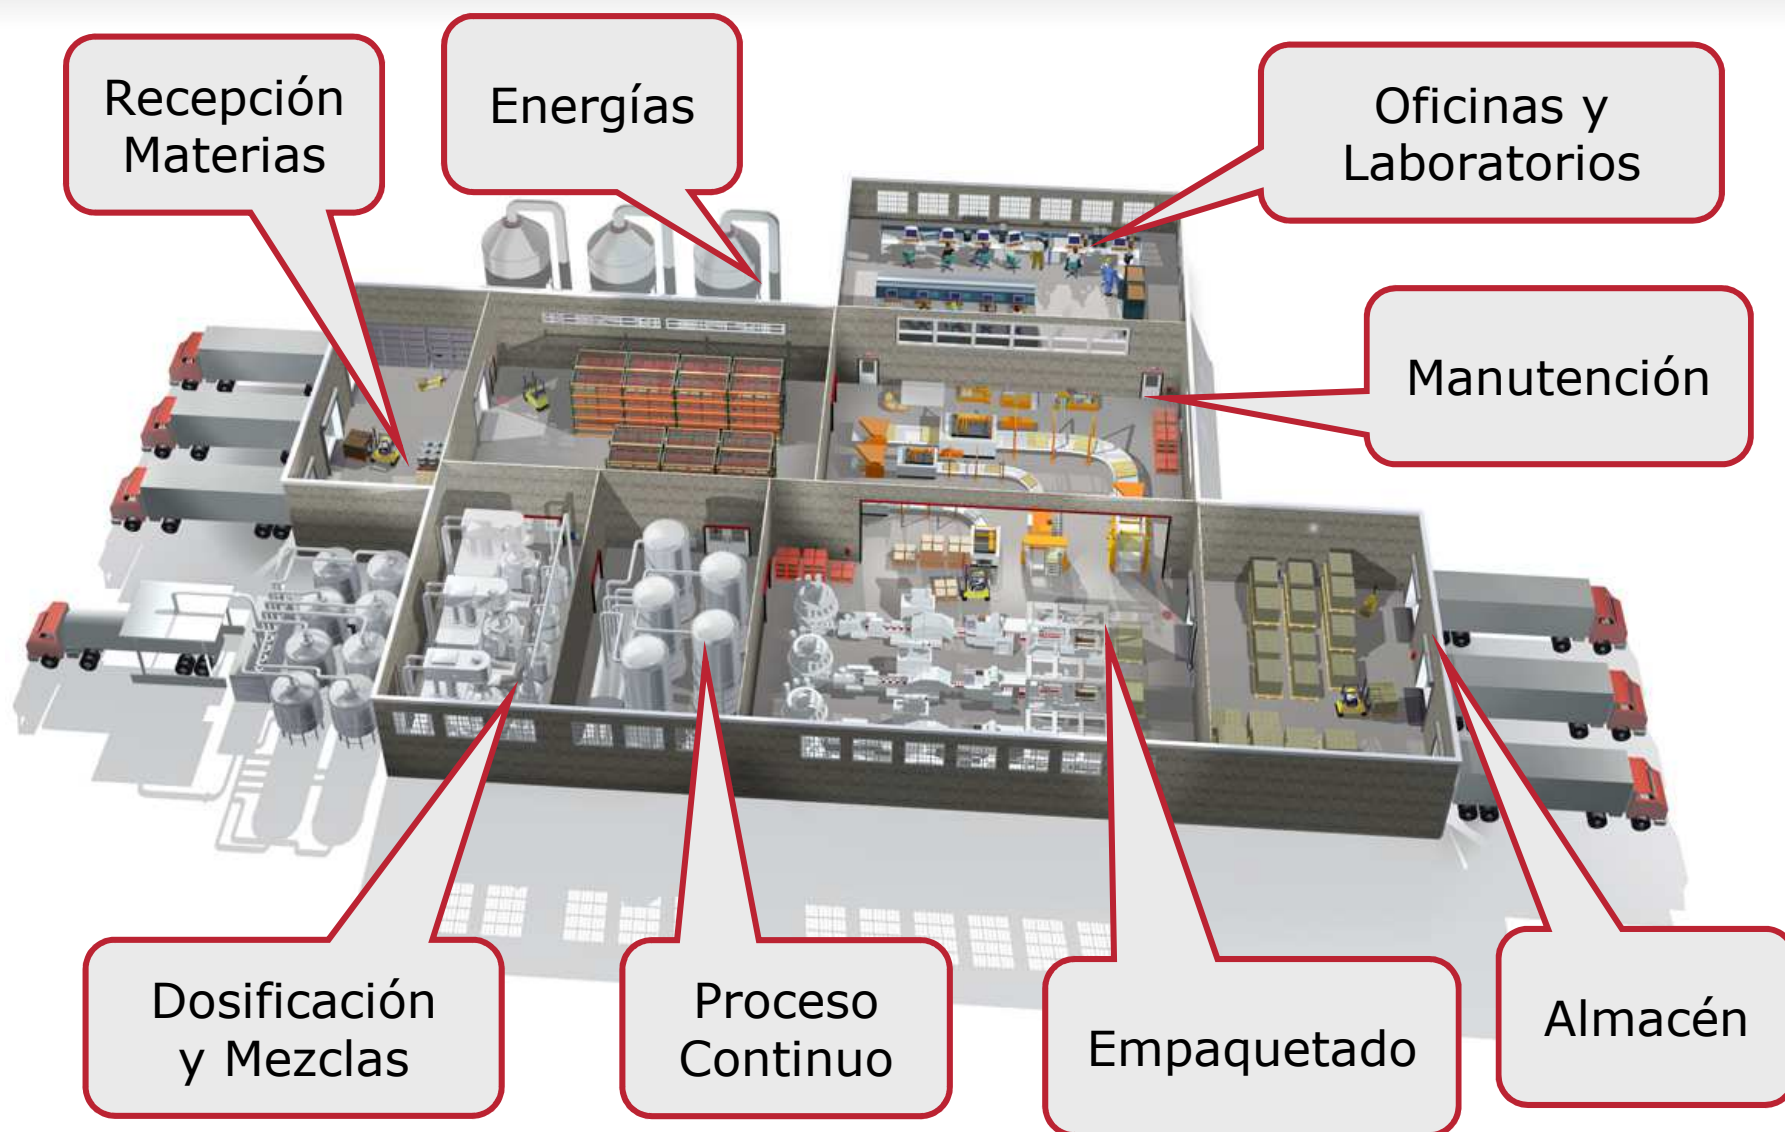 Recepción
Materias
Energías
Oficinas y
Laboratorios
Manutención
Dosificación
y Mezclas
Proceso
Continuo
Empaquetado
Almacén